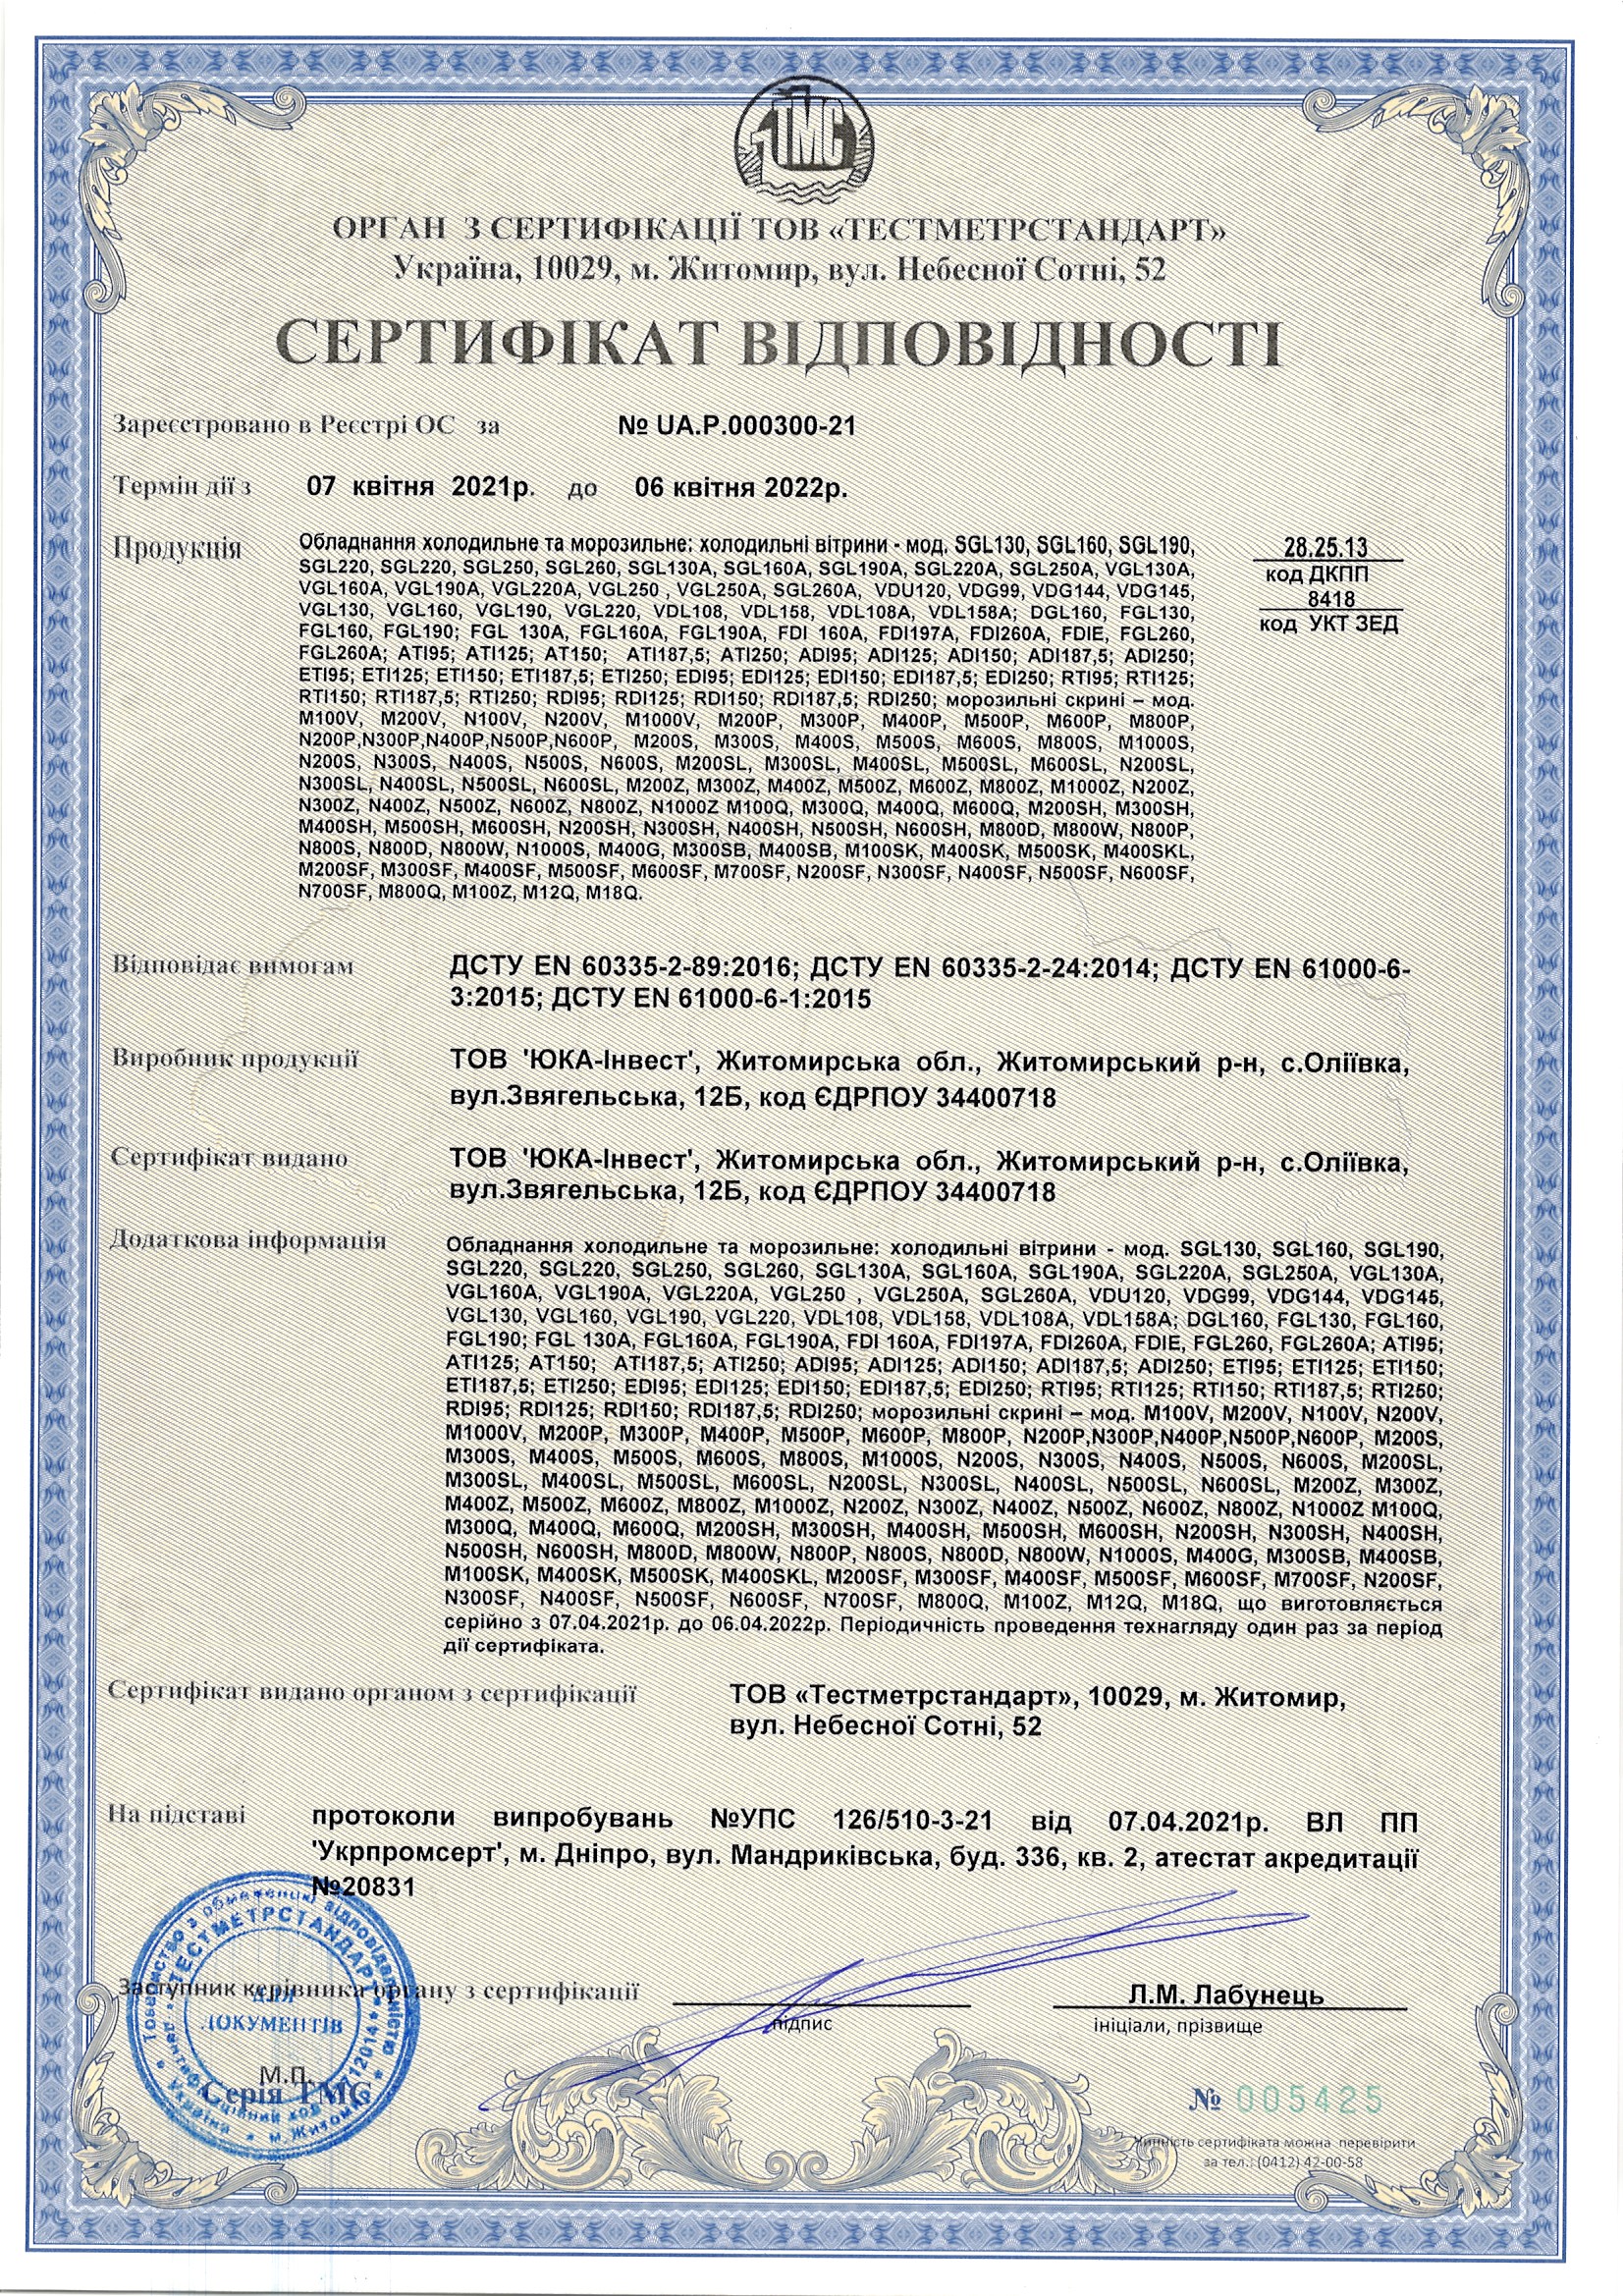 ТМС
ОРГАН З СЕРТИФІКАЦІЇ ТОВ «ТЕСТМЕТРСТАНДАРТ»
Україна, 10029, м. Житомир, вул. Небесної Сотні, 52
СЕРТИФІКАТ ВІДПОВІДНОСТІ
Зареєстровано в Реєстрі ОС за № UA.P.000300-21
Термін дії з 07 квітня 2021р. до 06 квітня 2022р.
Продукція
Обладнання холодильне та морозильне: холодильні вітрини - мод. SGL130, SGL160, SGL190,
SGL220, SGL220, SGL250, SGL260, SGL130A, SGL160A, SGL190A, SGL220A, SGL250A, VGL130A,
VGL160A, VGL190A, VGL220A, VGL250 , VGL250A, SGL260A, VDU120, VDG99, VDG144, VDG145,
VGL130, VGL160, VGL190, VGL220, VDL108, VDL158, VDL108A, VDL158A; DGL160, FGL130,
FGL160, FGL190; FGL 130A, FGL160A, FGL190A, FDI 160A, FDI197A, FDI260A, FDIE, FGL260,
FGL260A; ATI95; ATI125; AT150; ATI187,5; ATI250; ADI95; ADI125; ADI150; ADI187,5; ADI250;
ETI95; ETI125; ETI150; ETI187,5; ETI250; EDI95; EDI125; EDI150; EDI187,5; EDI250; RTI95; RTI125;
RTI150; RTI187,5; RTI250; RDI95; RDI125; RDI150; RDI187,5; RDI250; морозильні скрині – мод.
M100V, M200V, N100V, N200V, M1000V, M200P, M300P, M400P, M500P, M600P, M800P,
N200P,N300P,N400P,N500P,N600P, M200S, M300S, M400S, M500S, M600S, M800S, M1000S,
N200S, N300S, N400S, N500S, N600S, M200SL, M300SL, M400SL, M500SL, M600SL, N200SL,
N300SL, N400SL, N500SL, N600SL, M200Z, M300Z, M400Z, M500Z, M600Z, M800Z, M1000Z, N200Z,
N300Z, N400Z, N500Z, N600Z, N800Z, N1000Z M100Q, M300Q, M400Q, M600Q, M200SH, M300SH,
M400SH, M500SH, M600SH, N200SH, N300SH, N400SH, N500SH, N600SH, M800D, M800W, N800P,
N800S, N800D, N800W, N1000S, M400G, M300SB, M400SB, M100SK, M400SK, M500SK, M400SKL,
M200SF, M300SF, M400SF, M500SF, M600SF, M700SF, N200SF, N300SF, N400SF, N500SF, N600SF,
N700SF, M800Q, M100Z, M12Q, M18Q.
28.25.13
код ДКПП
8418
код УКТ ЗЕД
Відповідає вимогам
ДСТУ EN 60335-2-89:2016; ДСТУ EN 60335-2-24:2014; ДСТУ EN 61000-6-
3:2015; ДСТУ EN 61000-6-1:2015
Виробник продукції
ТОВ 'ЮКА-Інвест', Житомирська обл., Житомирський р-н, с.Оліївка,
вул.Звягельська, 12Б, код ЄДРПОУ 34400718
Сертифікат видано
ТОВ 'ЮКА-Інвест', Житомирська обл., Житомирський р-н, с.Оліївка,
вул.Звягельська, 12Б, код ЄДРПОУ 34400718
Додаткова інформація
Обладнання холодильне та морозильне: холодильні вітрини - мод. SGL130, SGL160, SGL190,
SGL220, SGL220, SGL250, SGL260, SGL130A, SGL160A, SGL190A, SGL220A, SGL250A, VGL130A,
VGL160A, VGL190A, VGL220A, VGL250 , VGL250A, SGL260A, VDU120, VDG99, VDG144, VDG145,
VGL130, VGL160, VGL190, VGL220, VDL108, VDL158, VDL108A, VDL158A; DGL160, FGL130, FGL160,
FGL190; FGL 130A, FGL160A, FGL190A, FDI 160A, FDI197A, FDI260A, FDIE, FGL260, FGL260A; ATI95;
ATI125; AT150; ATI187,5; ATI250; ADI95; ADI125; ADI150; ADI187,5; ADI250; ETI95; ETI125; ETI150;
ETI187,5; ETI250; EDI95; EDI125; EDI150; EDI187,5; EDI250; RTI95; RTI125; RTI150; RTI187,5; RTI250;
RDI95; RDI125; RDI150; RDI187,5; RDI250; морозильні скрині – мод. M100V, M200V, N100V, N200V,
M1000V, M200P, M300P, M400P, M500P, M600P, M800P, N200P,N300P,N400P,N500P,N600P, M200S,
M300S, M400S, M500S, M600S, M800S, M1000S, N200S, N300S, N400S, N500S, N600S, M200SL,
M300SL, M400SL, M500SL, M600SL, N200SL, N300SL, N400SL, N500SL, N600SL, M200Z, M300Z,
M400Z, M500Z, M600Z, M800Z, M1000Z, N200Z, N300Z, N400Z, N500Z, N600Z, N800Z, N1000Z M100Q,
M300Q, M400Q, M600Q, M200SH, M300SH, M400SH, M500SH, M600SH, N200SH, N300SH, N400SH,
N500SH, N600SH, M800D, M800W, N800P, N800S, N800D, N800W, N1000S, M400G, M300SB, M400SB,
M100SK, M400SK, M500SK, M400SKL, M200SF, M300SF, M400SF, M500SF, M600SF, M700SF, N200SF,
N300SF, N400SF, N500SF, N600SF, N700SF, M800Q, M100Z, M12Q, M18Q, що виготовляється
серійно з 07.04.2021р. до 06.04.2022р. Періодичність проведення технагляду один раз за період
дії сертифіката.
Сертифікат видано органом з сертифікації
ТОВ «Тестметрстандарт», 10029, м. Житомир,
вул. Небесної Сотні, 52
На підставі
протоколи випробувань №УПС 126/510-3-21 від 07.04.2021р. ВЛ ПП
'Укрпромсерт', м. Дніпро, вул. Мандриківська, буд. 336, кв. 2, атестат акредитації
№20831
Товариство з обмеженою відповідальністю
ТЕСТМЕТРСТАНДАРТ
ДЛЯ
ДОКУМЕНТІВ
Україна * м.Житомир
Заступник керівника органу з сертифікації
підпис
Л.М. Лабунець
ініціали, прізвище
М.П.
Серія ТМС
№ 005425
Чинність сертифіката можна перевірити
за тел.: (0412) 42-00-58